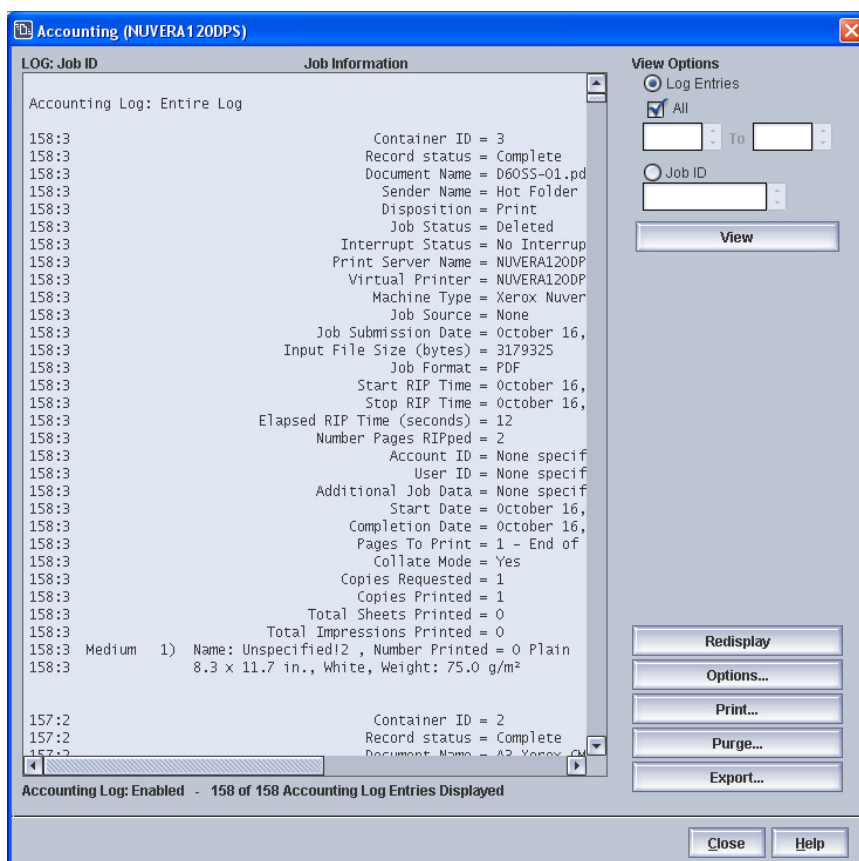 Accounting (NUVERA120DPS)
LOG: Job ID Job Information
Accounting Log: Entire Log
158:3 Container ID = 3
158:3 Record status = Complete
158:3 Document Name = D60SS-01.pd
158:3 Sender Name = Hot Folder
158:3 Disposition = Print
158:3 Job Status = Deleted
158:3 Interrupt Status = No Interrup
158:3 Print Server Name = NUVERA120DP
158:3 Virtual Printer = NUVERA120DP
158:3 Machine Type = Xerox Nuver
158:3 Job Source = None
158:3 Job Submission Date = October 16,
158:3 Input File Size (bytes) = 3179325
158:3 Job Format = PDF
158:3 Start RIP Time = October 16,
158:3 Stop RIP Time = October 16,
158:3 Elapsed RIP Time (seconds) = 12
158:3 Number Pages RIPped = 2
158:3 Account ID = None specif
158:3 User ID = None specif
158:3 Additional Job Data = None specif
158:3 Start Date = October 16,
158:3 Completion Date = October 16,
158:3 Pages To Print = 1 - End of
158:3 Collate Mode = Yes
158:3 Copies Requested = 1
158:3 Copies Printed = 1
158:3 Total Sheets Printed = 0
158:3 Total Impressions Printed = 0
158:3 Medium 1) Name: Unspecified!2 , Number Printed = 0 Plain
158:3 8.3 x 11.7 in., White, Weight: 75.0 g/m²
157:2 Container ID = 2
157:2 Record status = Complete
157:2 Document Name = A3 Xerox CM
Accounting Log: Enabled - 158 of 158 Accounting Log Entries Displayed
View Options
Log Entries
All
To
Job ID
View
Redisplay
Options...
Print...
Purge...
Export...
Close Help